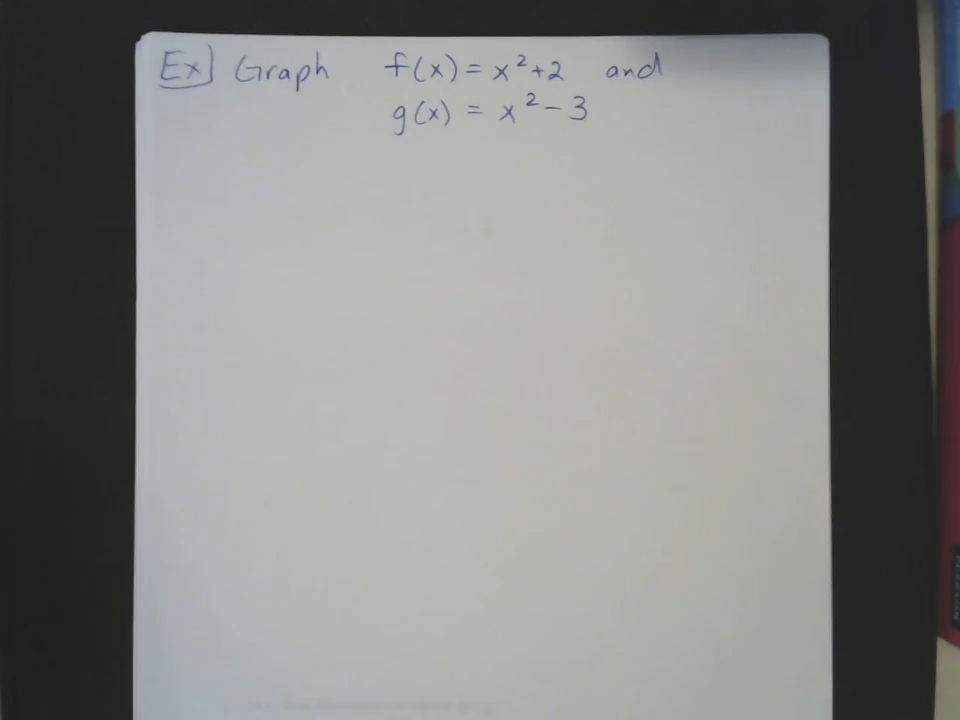 Ex] Graph f(x) = x²+2 and
g(x) = x²-3